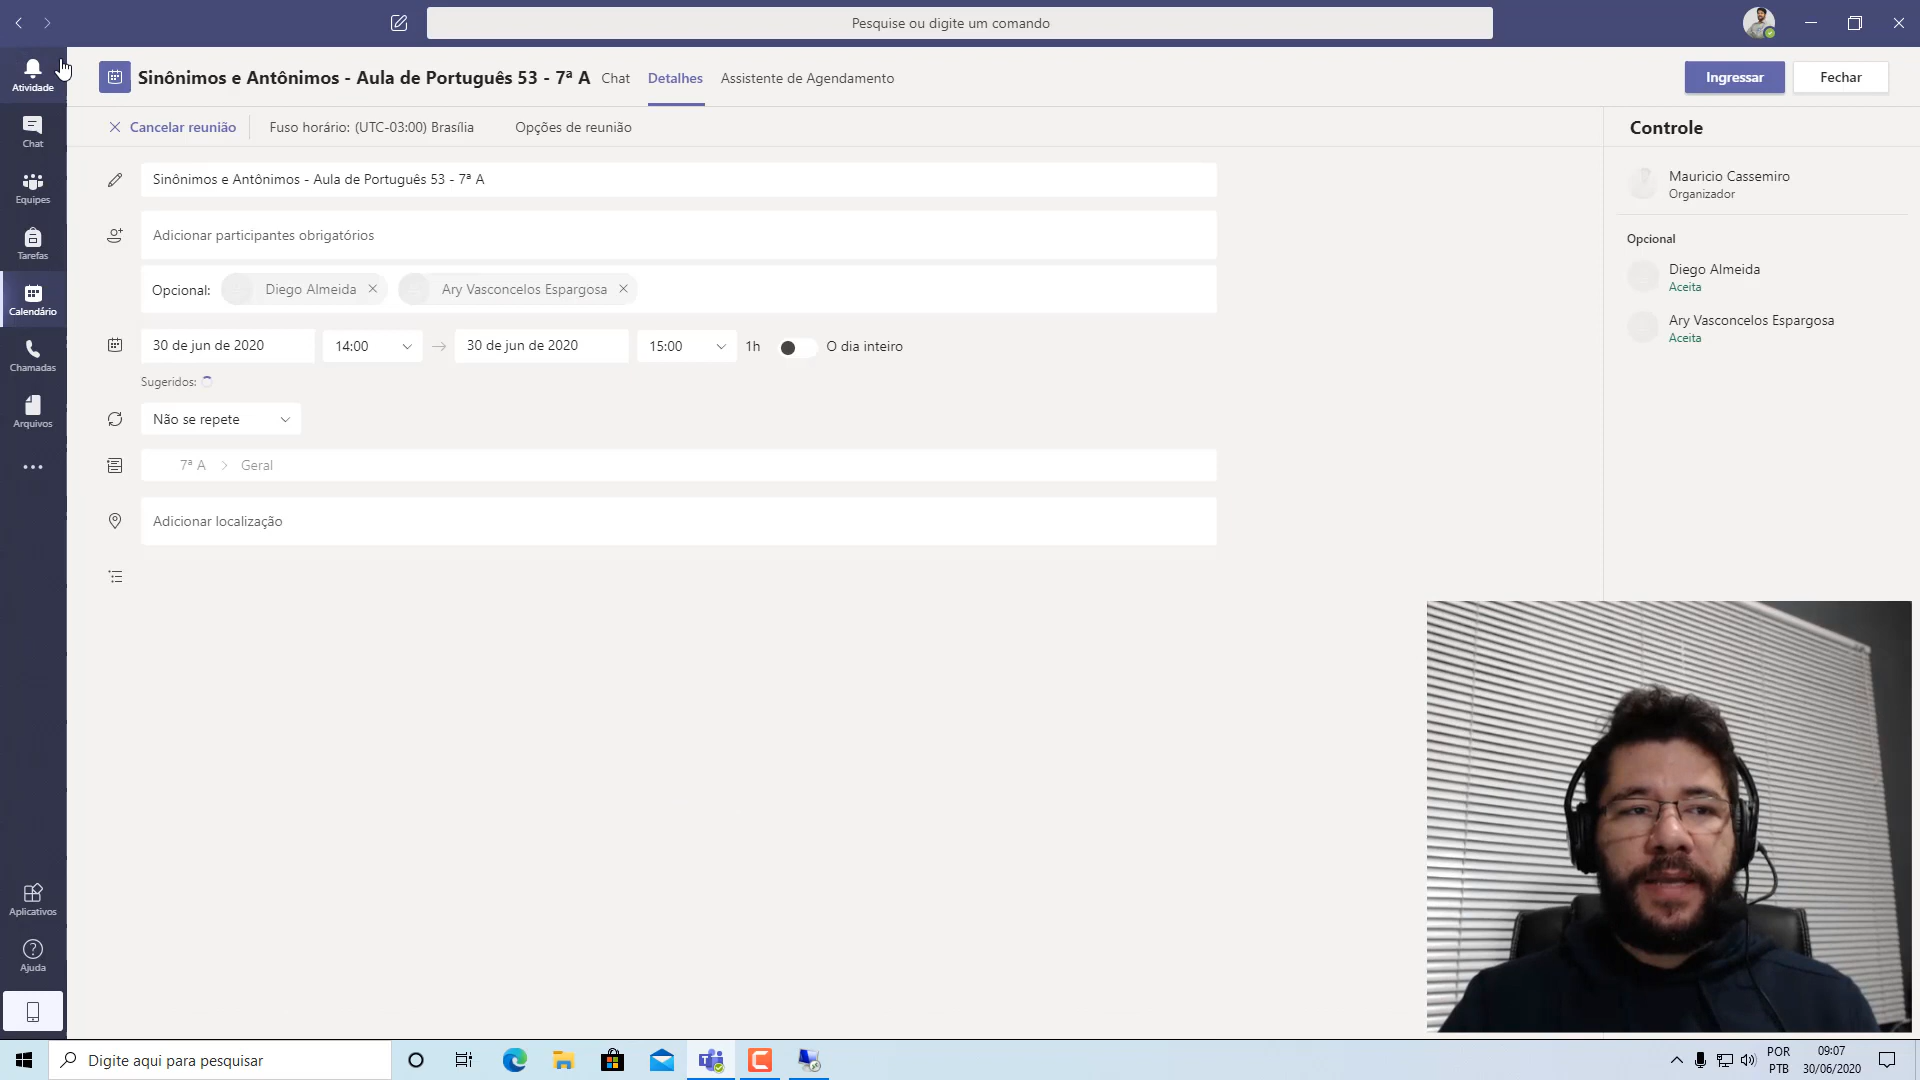 Pesquise ou digite um comando
Atividade
Chat
Equipes
Tarefas
Calendário
Chamadas
Arquivos
Aplicativos
Ajuda
Sinônimos e Antônimos - Aula de Português 53 - 7ª A
Chat
Detalhes
Assistente de Agendamento
Ingressar
Fechar
Cancelar reunião
Fuso horário: (UTC-03:00) Brasília
Opções de reunião
Sinônimos e Antônimos - Aula de Português 53 - 7ª A
Adicionar participantes obrigatórios
Opcional: Diego Almeida Ary Vasconcelos Espargosa
30 de jun de 2020 14:00 30 de jun de 2020 15:00 1h O dia inteiro
Sugeridos:
Não se repete
7ª A > Geral
Adicionar localização
Controle
Mauricio Cassemiro
Organizador
Opcional
Diego Almeida
Aceita
Ary Vasconcelos Espargosa
Aceita
Digite aqui para pesquisar
POR
PTB
09:07
30/06/2020